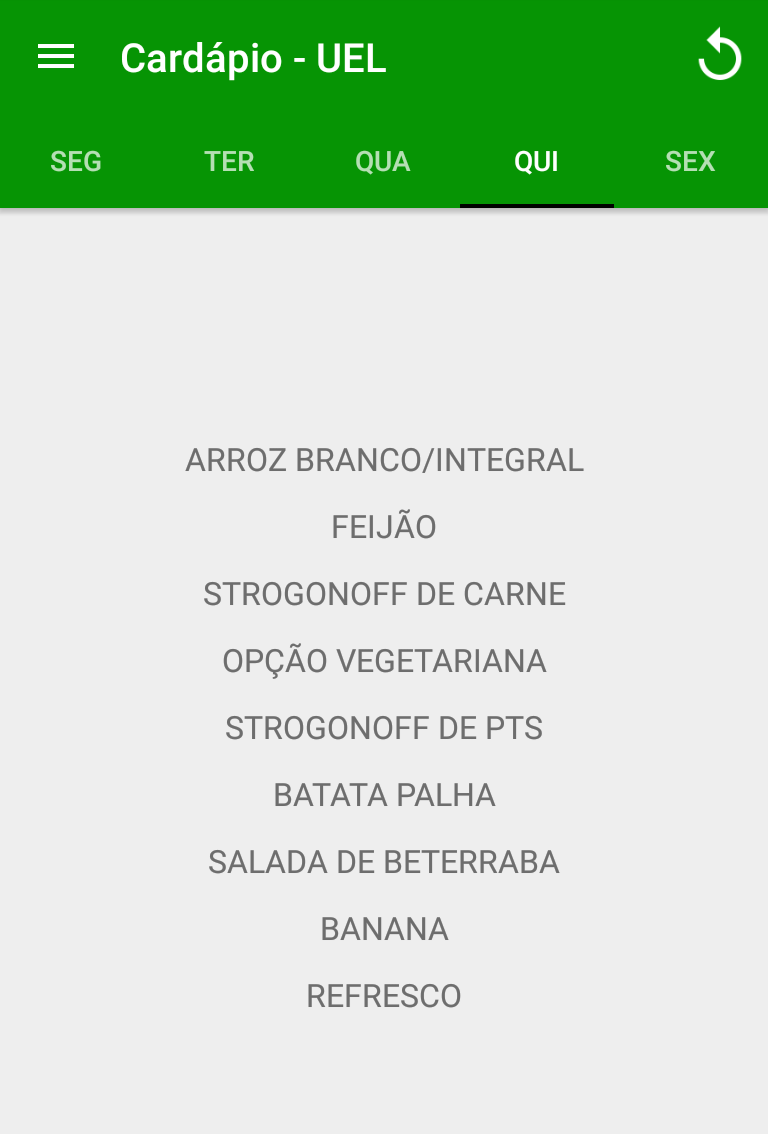 Cardápio - UEL
SEG TER QUA QUI SEX
ARROZ BRANCO/INTEGRAL
FEIJÃO
STROGONOFF DE CARNE
OPÇÃO VEGETARIANA
STROGONOFF DE PTS
BATATA PALHA
SALADA DE BETERRABA
BANANA
REFRESCO